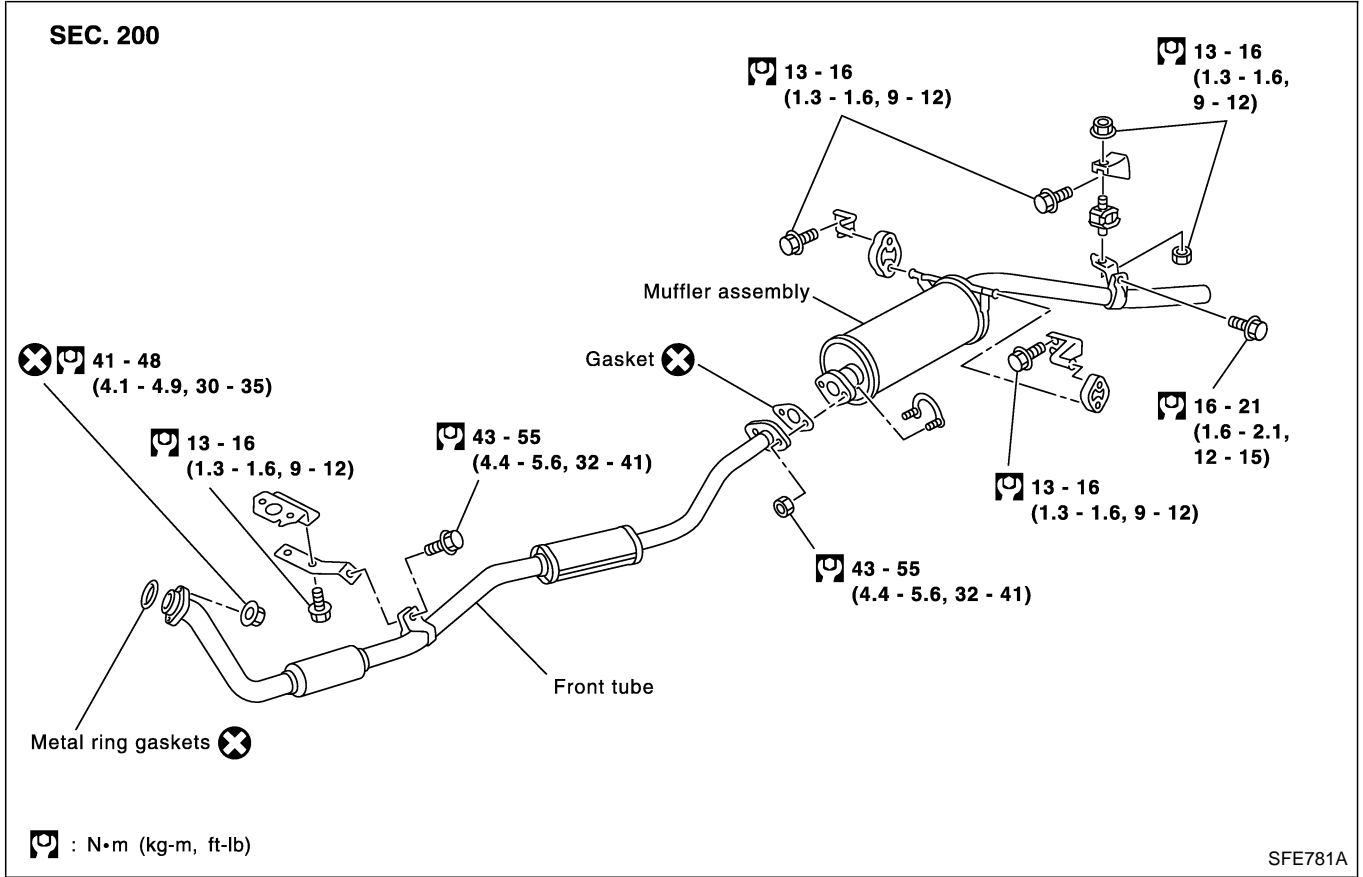 SEC. 200
13 - 16
(1.3 - 1.6, 9 - 12)
13 - 16
(1.3 - 1.6,
9 - 12)
Muffler assembly
Gasket
41 - 48
(4.1 - 4.9, 30 - 35)
13 - 16
(1.3 - 1.6, 9 - 12)
43 - 55
(4.4 - 5.6, 32 - 41)
16 - 21
(1.6 - 2.1,
12 - 15)
13 - 16
(1.3 - 1.6, 9 - 12)
43 - 55
(4.4 - 5.6, 32 - 41)
Front tube
Metal ring gaskets
: N•m (kg-m, ft-lb)
SFE781A